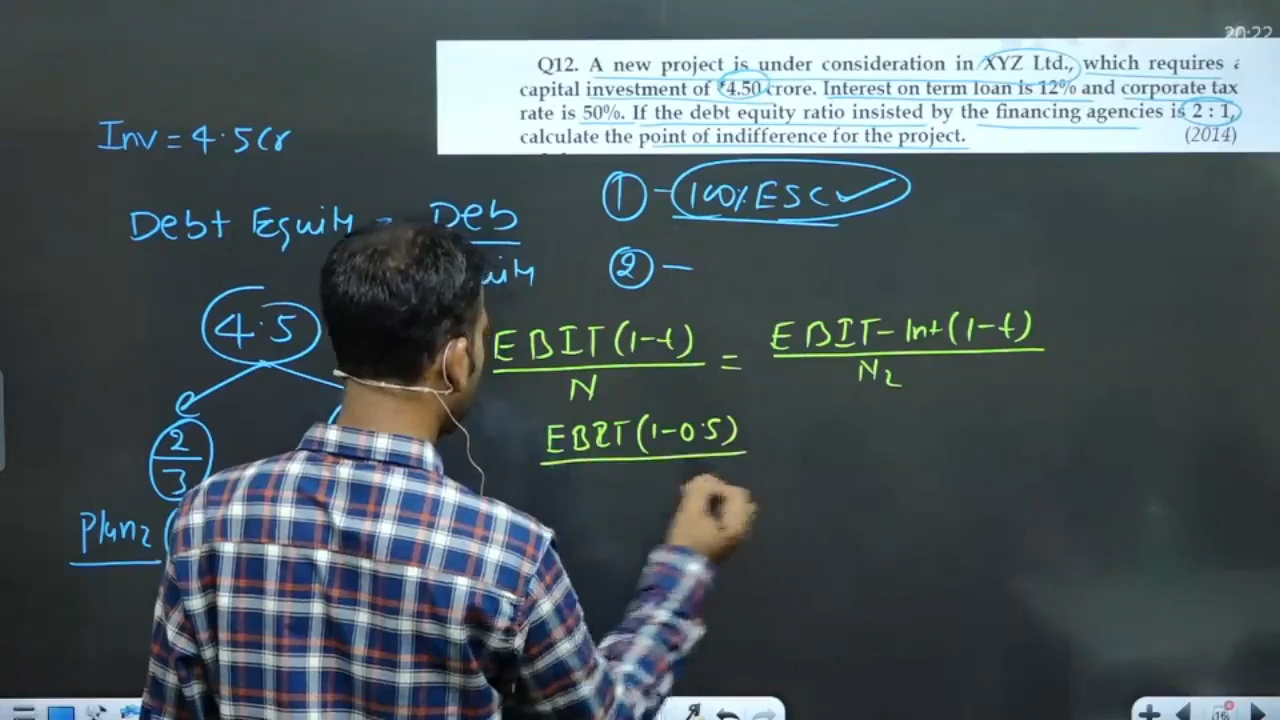 20:22
Q12. A new project is under consideration in XYZ Ltd., which requires a
capital investment of ₹4.50 crore. Interest on term loan is 12% and corporate tax
rate is 50%. If the debt equity ratio insisted by the financing agencies is 2 : 1,
calculate the point of indifference for the project. (2014)
Inv = 4.5Cr
① - 100% ESC ✓
Debt Equity = Deb
② -
4.5
EBIT(1-t) = EBIT-Int(1-t)
N N2
EBIT(1-0.5)
2
3
Plan2